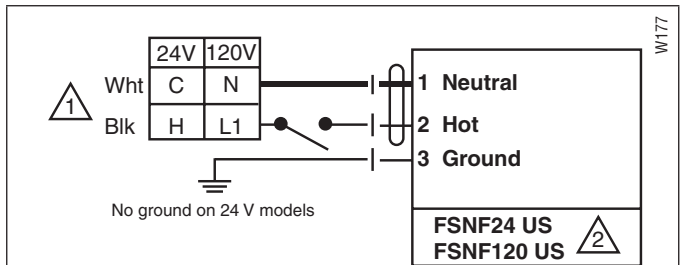 W177
24V 120V
1 Wht C N 1 Neutral
Blk H L1 2 Hot
3 Ground
No ground on 24 V models
FSNF24 US
FSNF120 US 2